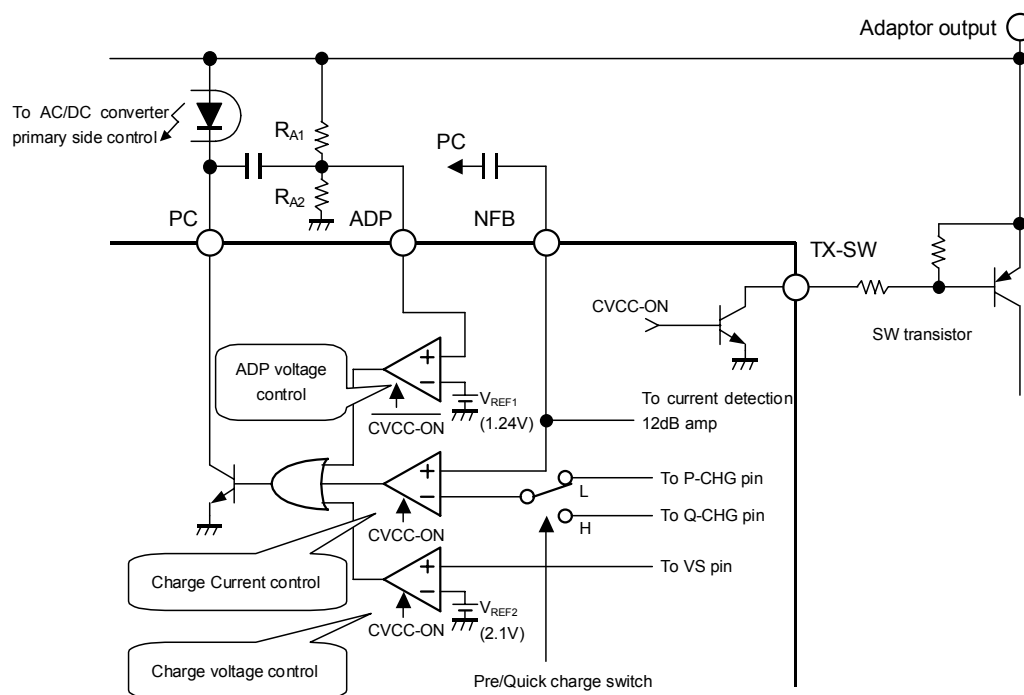 Adaptor output
To AC/DC converter
primary side control
RA1
RA2
PC
PC
ADP
NFB
TX-SW
CVCC-ON
SW transistor
ADP voltage
control
+
−
VREF1
(1.24V)
CVCC-ON
To current detection
12dB amp
+
−
CVCC-ON
L
H
To P-CHG pin
To Q-CHG pin
Charge Current control
+
−
To VS pin
VREF2
(2.1V)
CVCC-ON
Charge voltage control
Pre/Quick charge switch